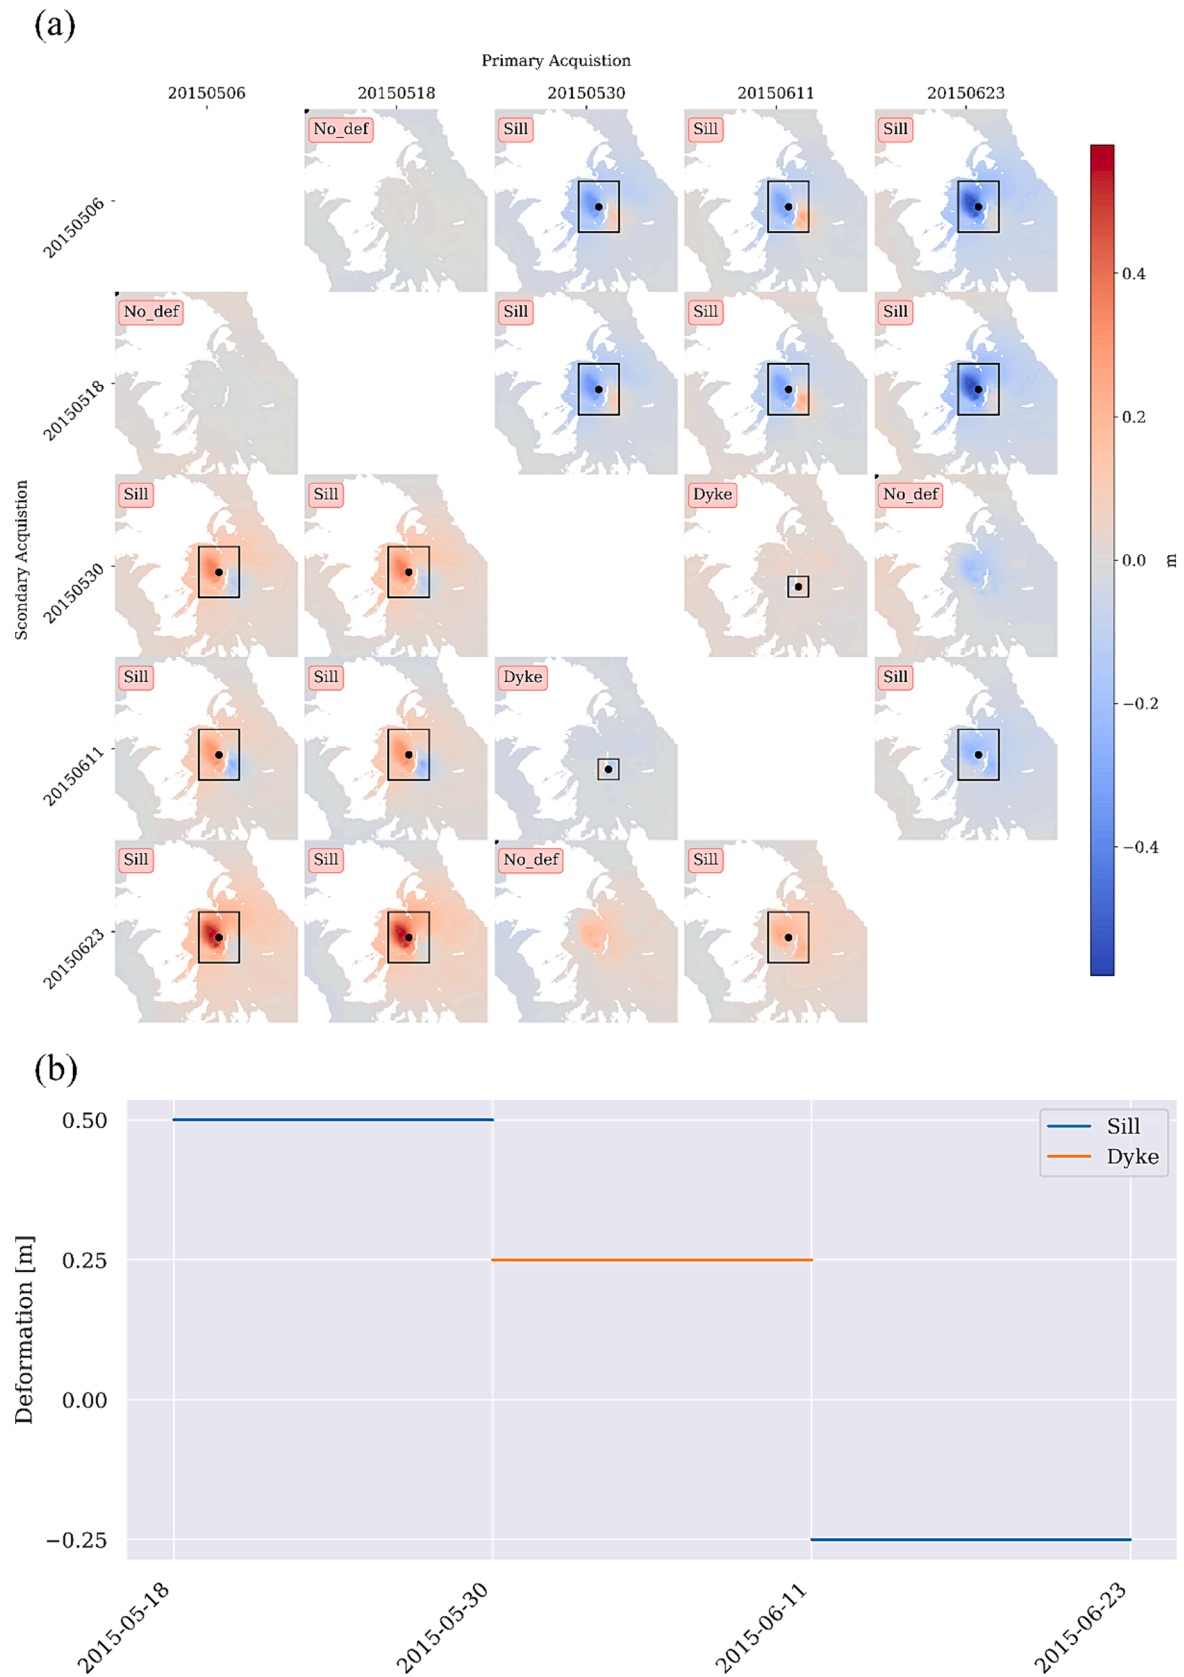 (a)
Primary Acquistion
20150506 20150518 20150530 20150611 20150623
20150506
No_def Sill Sill Sill
20150518
No_def Sill Sill Sill
Scondary Acquistion
20150530
Sill Sill Dyke No_def
20150611
Sill Sill Dyke Sill
20150623
Sill Sill No_def Sill
0.4
0.2
0.0
−0.2
−0.4
m
(b)
Deformation [m]
0.50
0.25
0.00
−0.25
Sill
Dyke
2015-05-18 2015-05-30 2015-06-11 2015-06-23